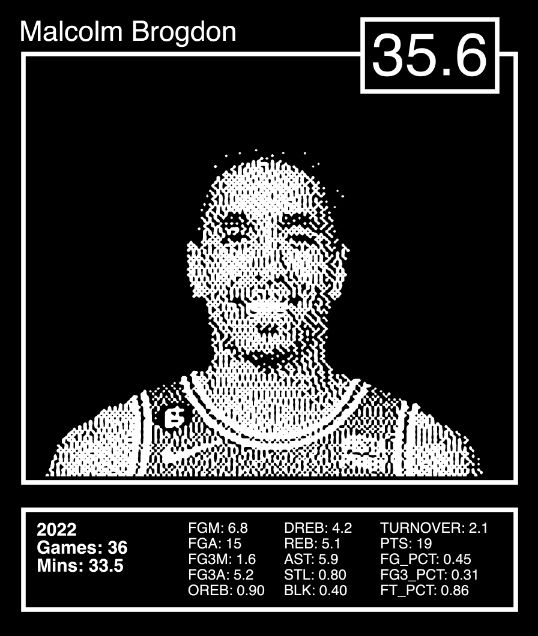 Malcolm Brogdon
35.6
6
2022
Games: 36
Mins: 33.5
FGM: 6.8
FGA: 15
FG3M: 1.6
FG3A: 5.2
OREB: 0.90
DREB: 4.2
REB: 5.1
AST: 5.9
STL: 0.80
BLK: 0.40
TURNOVER: 2.1
PTS: 19
FG_PCT: 0.45
FG3_PCT: 0.31
FT_PCT: 0.86